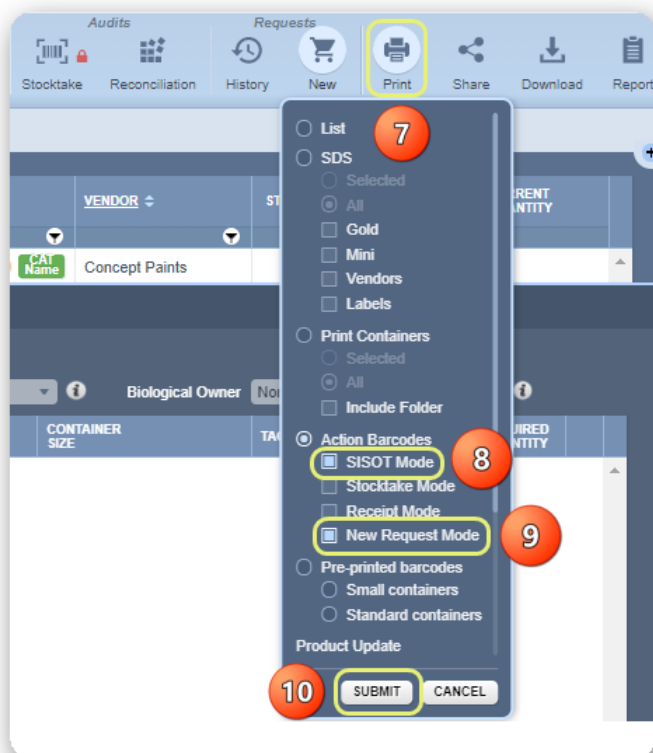 Audits Requests
Stocktake Reconciliation History New Print Share Download Report
List
7
SDS
Selected
All
Gold
Mini
Vendors
Labels
Print Containers
Selected
All
Include Folder
Action Barcodes
SISOT Mode
8
Stocktake Mode
Receipt Mode
New Request Mode
9
Pre-printed barcodes
Small containers
Standard containers
Product Update
10
SUBMIT CANCEL
VENDOR
CAT
Name
Concept Paints
Biological Owner
CONTAINER
SIZE